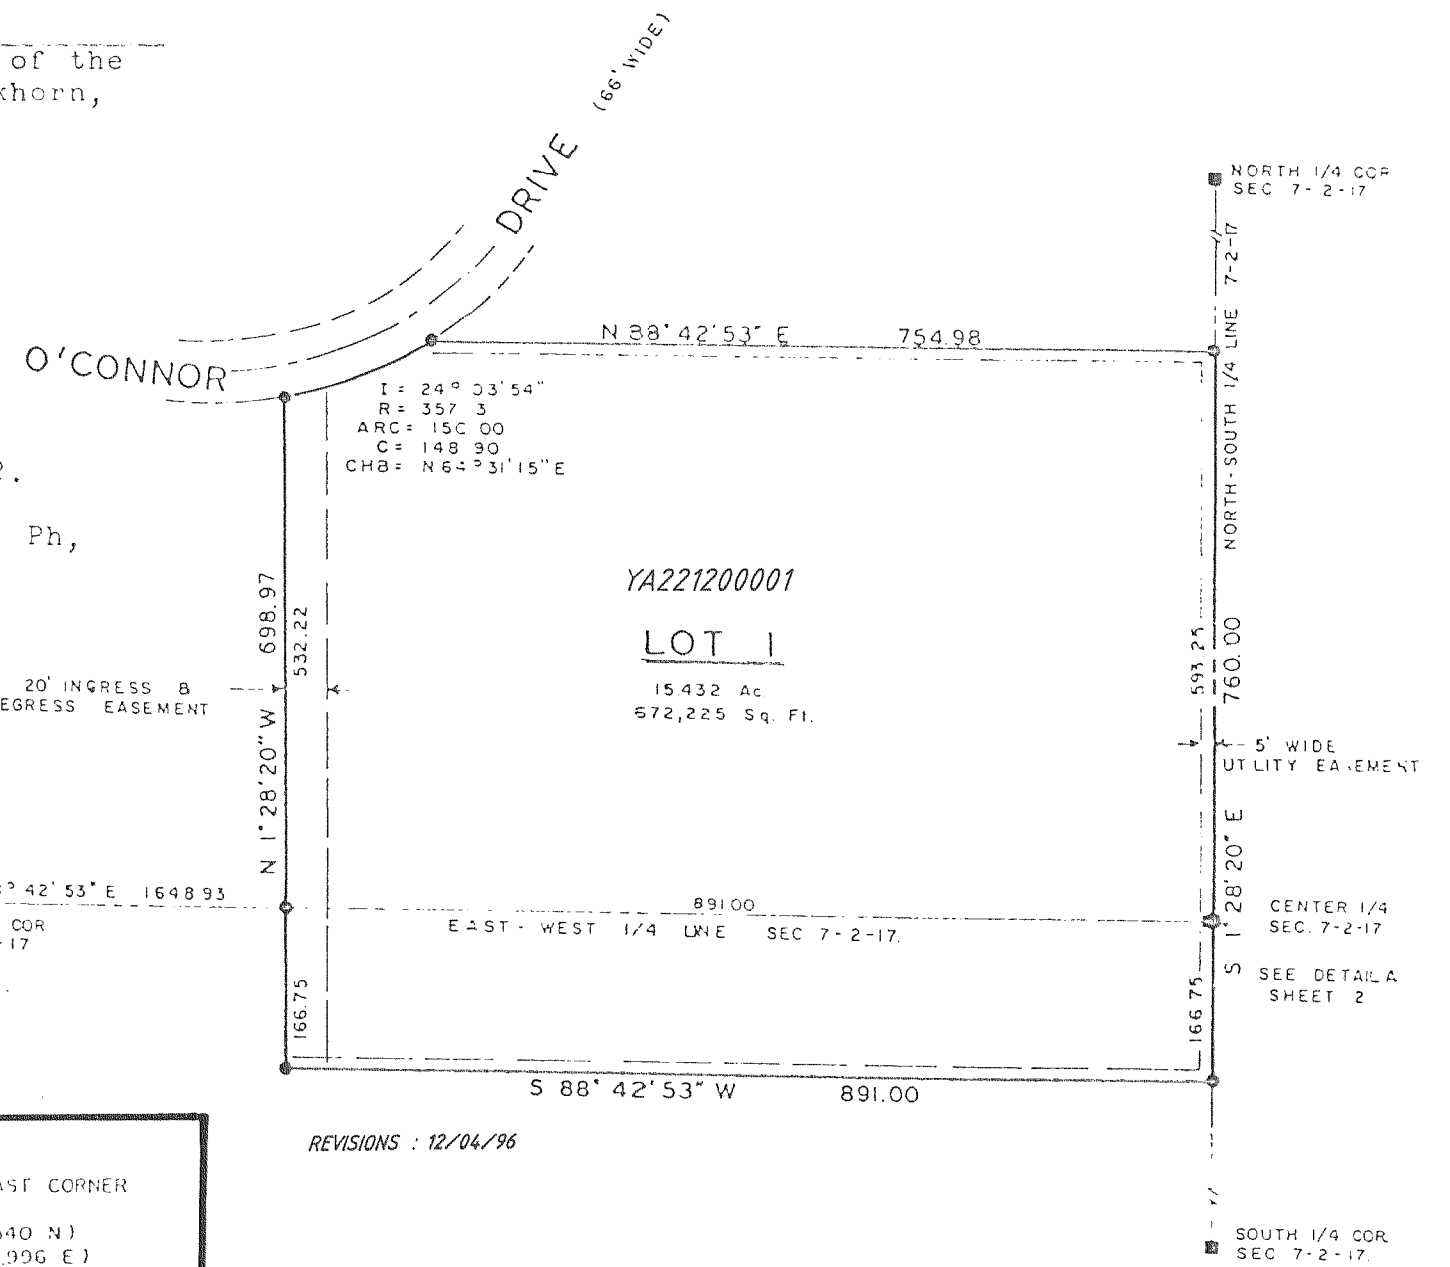 of the
khorn,
(66' WIDE)
DRIVE
O'CONNOR
NORTH 1/4 COR
SEC 7-2-17
N 88° 42' 53" E 754.98
I = 24° 03' 54"
R = 357 3
ARC = 150 00
C = 148 90
CHB = N 64° 31' 15" E
NORTH-SOUTH 1/4 LINE 7-2-17
2.
Ph,
YA221200001
LOT 1
15.432 Ac.
672,225 Sq. Ft.
N 1° 28' 20" W 698.97
532.22
20' INGRESS &
EGRESS EASEMENT
593.25
760.00
5' WIDE
UTLITY EA EMENT
S 1° 28' 20" E
° 42' 53" E 1648 93
COR
-17
891.00
EAST-WEST 1/4 LINE SEC 7-2-17.
CENTER 1/4
SEC. 7-2-17
SEE DETAIL A
SHEET 2
166.75
166.75
S 88° 42' 53" W 891.00
REVISIONS : 12/04/96
AST CORNER
640 N)
,996 E)
SOUTH 1/4 COR
SEC 7-2-17.